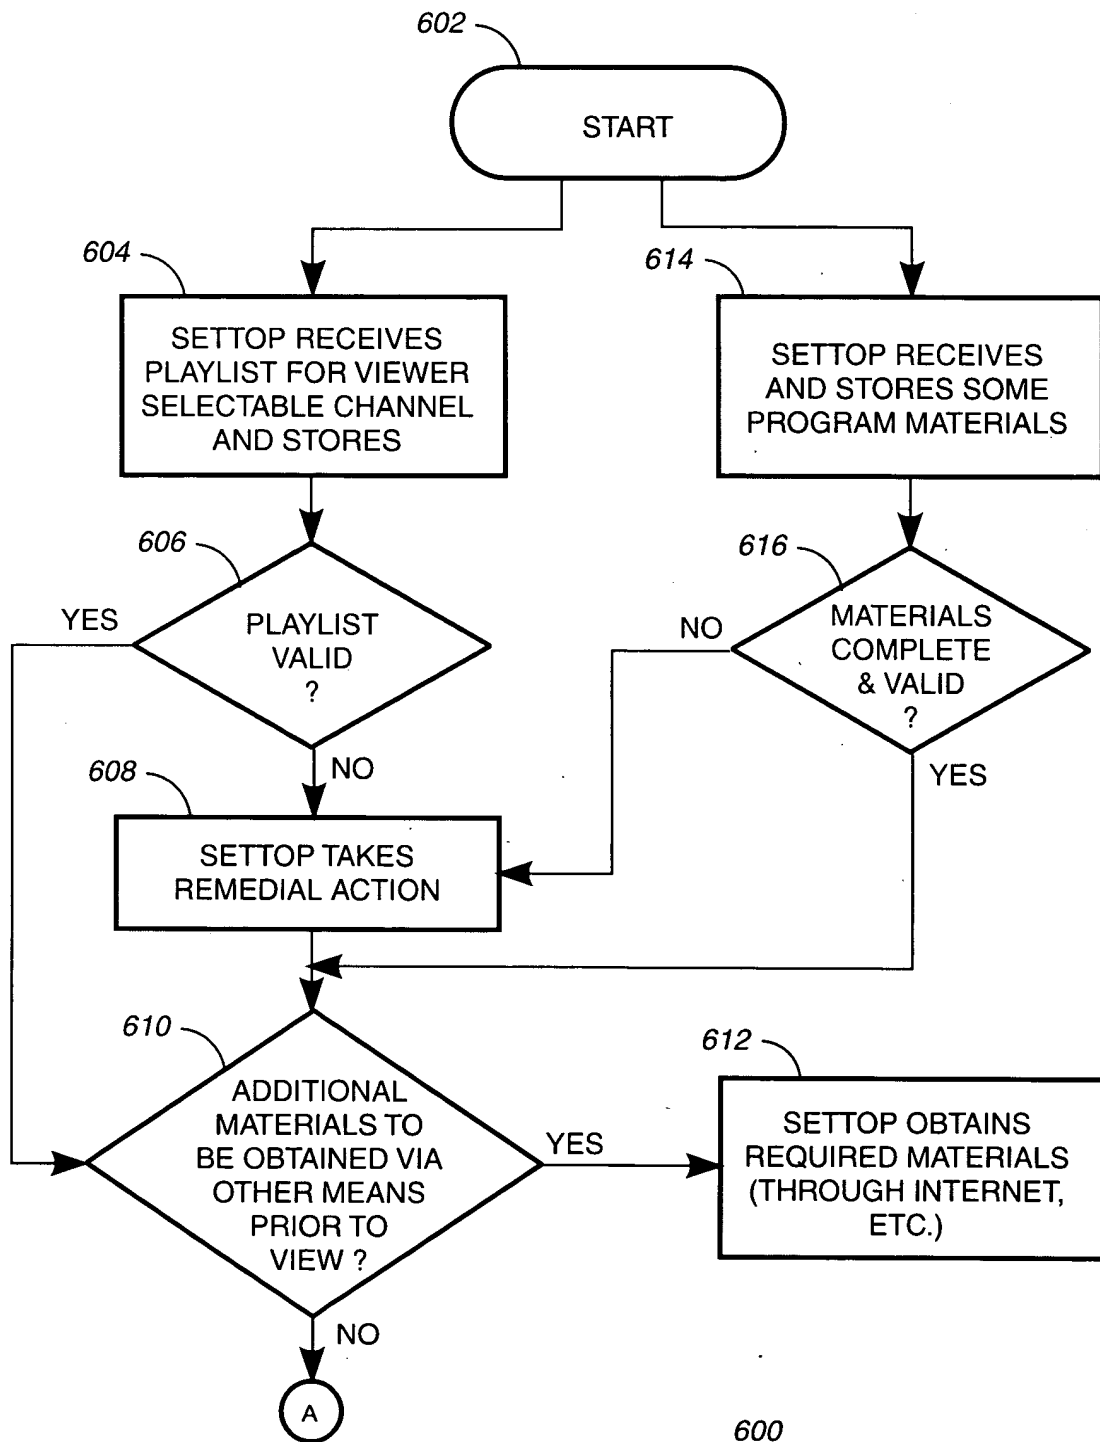 602
START
604
SETTOP RECEIVES
PLAYLIST FOR VIEWER
SELECTABLE CHANNEL
AND STORES
614
SETTOP RECEIVES
AND STORES SOME
PROGRAM MATERIALS
606
YES
PLAYLIST
VALID
?
NO
616
NO
MATERIALS
COMPLETE
& VALID
?
YES
608
SETTOP TAKES
REMEDIAL ACTION
610
ADDITIONAL
MATERIALS TO
BE OBTAINED VIA
OTHER MEANS
PRIOR TO
VIEW ?
YES
612
SETTOP OBTAINS
REQUIRED MATERIALS
(THROUGH INTERNET,
ETC.)
NO
A
600